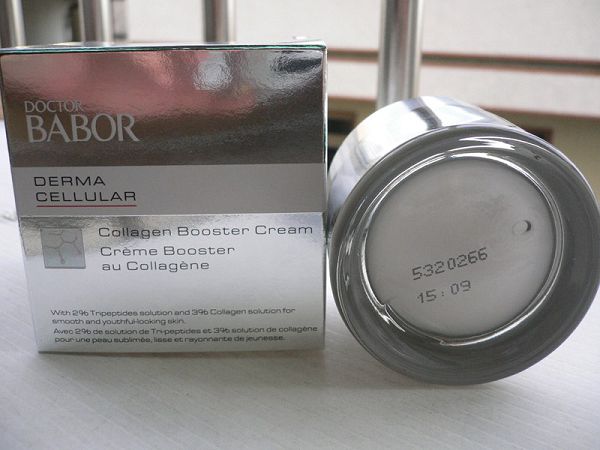 DOCTOR
BABOR
DERMA
CELLULAR
Collagen Booster Cream
Crème Booster
au Collagène
With 2% Tripeptides solution and 3% Collagen solution for
smooth and youthful-looking skin.
Avec 2% de solution de Tri-peptides et 3% solution de collagène
pour une peau sublimée, lisse et rayonnante de jeunesse.
5320266
15:09